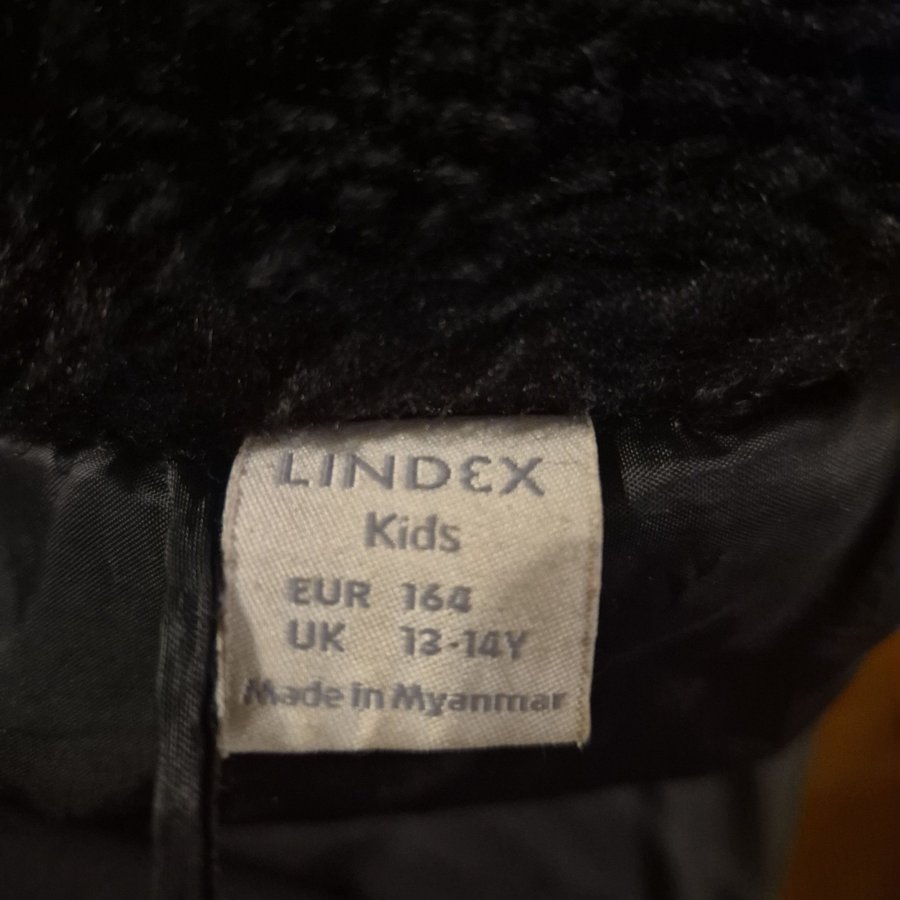 LINDEX
Kids
EUR 164
UK 13-14Y
Made in Myanmar